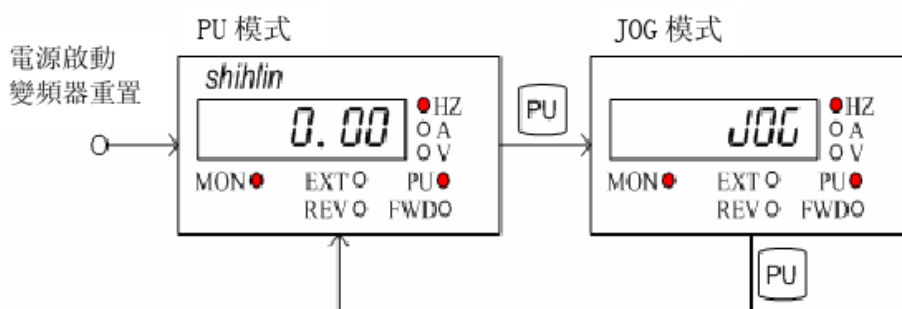 電源啟動
變頻器重置
PU 模式
shihlin
0.00
HZ
A
V
MON EXT PU
REV FWD
PU
JOG 模式
JOG
HZ
A
V
MON EXT PU
REV FWD
PU